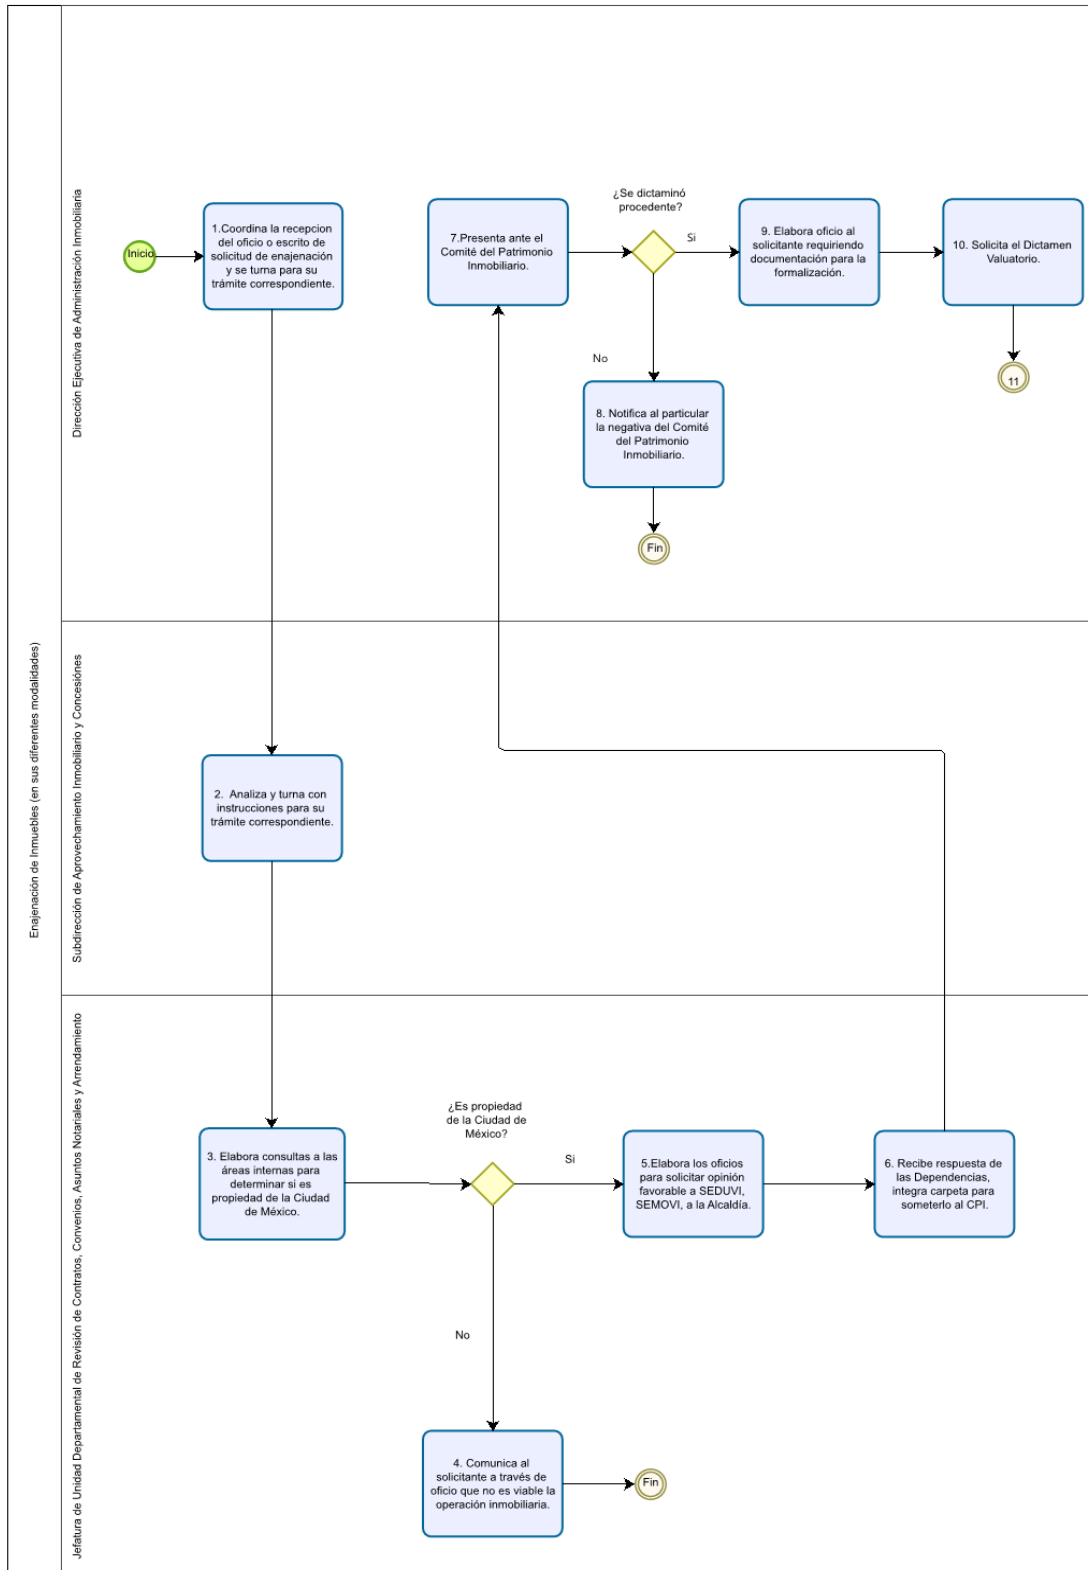 Enajenación de Inmuebles (en sus diferentes modalidades)
Dirección Ejecutiva de Administración Inmobiliaria
Inicio
1.Coordina la recepcion
del oficio o escrito de
solicitud de enajenación
y se turna para su
trámite correspondiente.
7.Presenta ante el
Comité del Patrimonio
Inmobiliario.
¿Se dictaminó
procedente?
Si
9. Elabora oficio al
solicitante requiriendo
documentación para la
formalización.
10. Solicita el Dictamen
Valuatorio.
11
No
8. Notifica al particular
la negativa del Comité
del Patrimonio
Inmobiliario.
Fin
Subdirección de Aprovechamiento Inmobiliario y Concesiónes
2. Analiza y turna con
instrucciones para su
trámite correspondiente.
Jefatura de Unidad Departamental de Revisión de Contratos, Convenios, Asuntos Notariales y Arrendamiento
3. Elabora consultas a las
áreas internas para
determinar si es
propiedad de la Ciudad
de México.
¿Es propiedad
de la Ciudad de
México?
Si
5.Elabora los oficios
para solicitar opinión
favorable a SEDUVI,
SEMOVI, a la Alcaldía.
6. Recibe respuesta de
las Dependencias,
integra carpeta para
someterlo al CPI.
No
4. Comunica al
solicitante a través de
oficio que no es viable la
operación inmobiliaria.
Fin